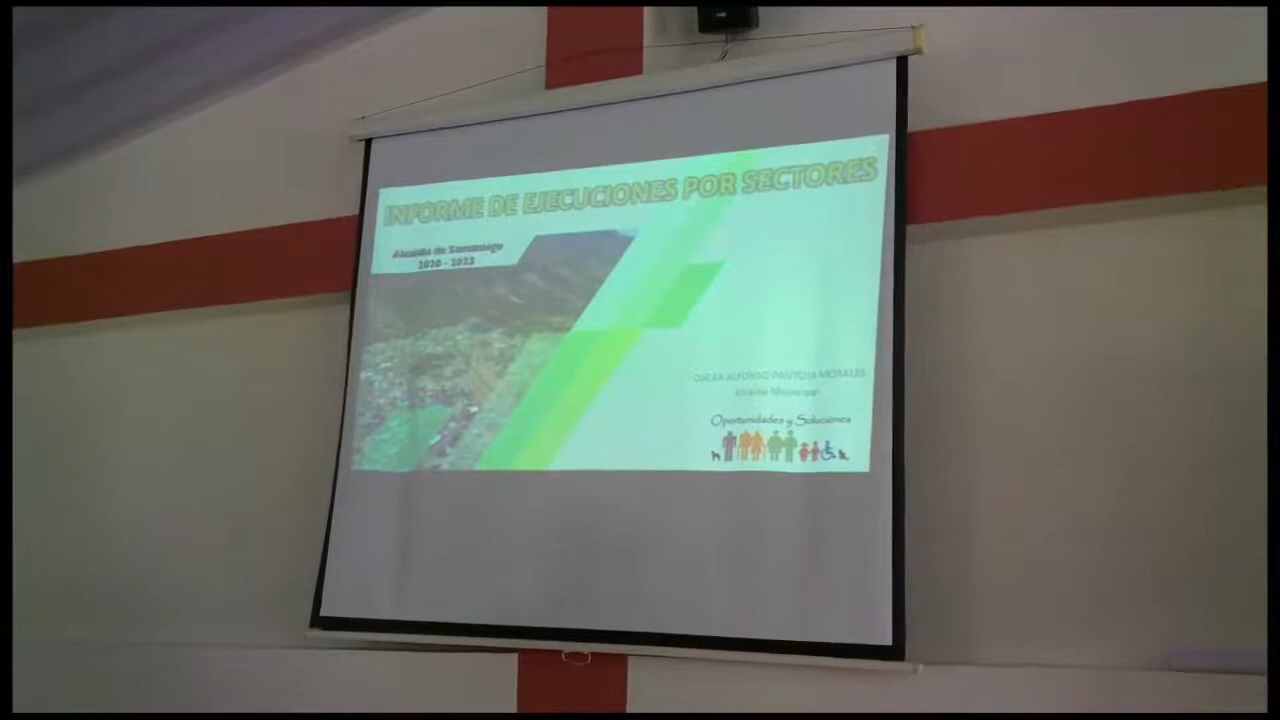 INFORME DE EJECUCIONES POR SECTORES
Alcaldía de Samaniego
2020 - 2023
OSCAR ALFONSO PANTOJA MORALES
Alcalde Municipal
Oportunidades y Soluciones